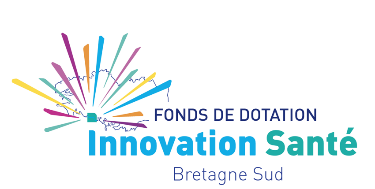 FONDS DE DOTATION
Innovation Santé
Bretagne Sud